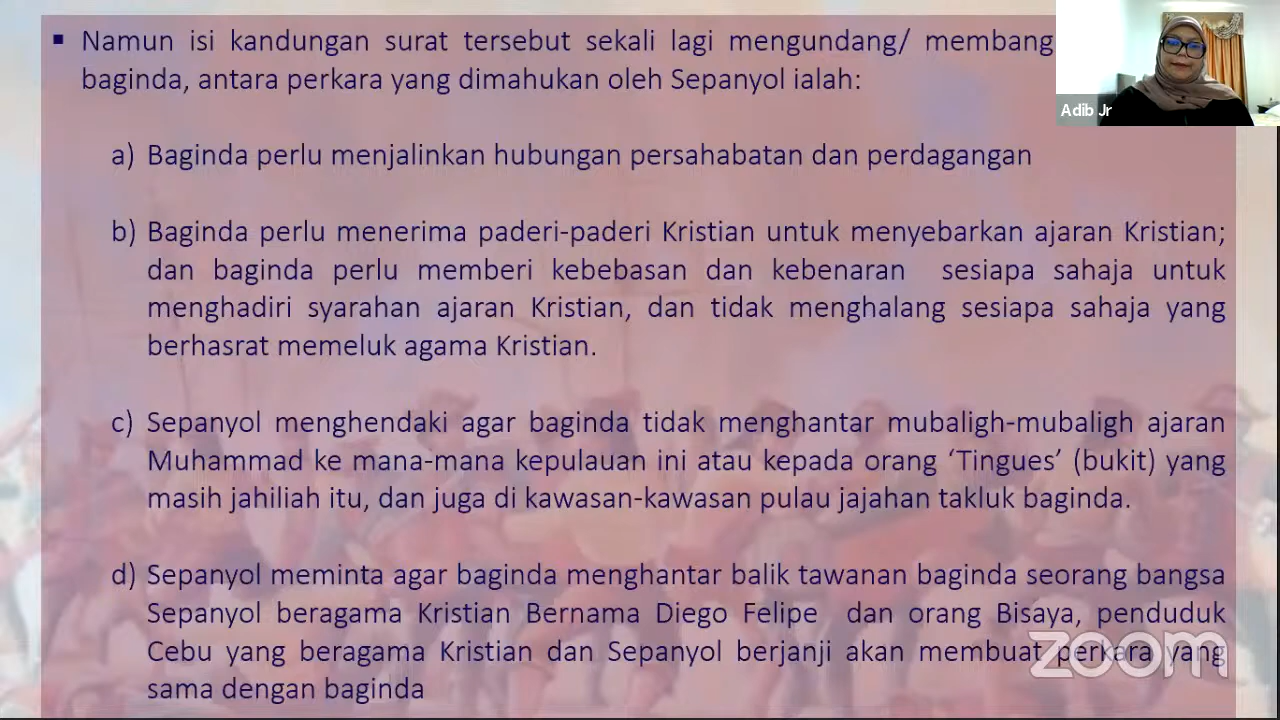 ▪ Namun isi kandungan surat tersebut sekali lagi mengundang/ membang
baginda, antara perkara yang dimahukan oleh Sepanyol ialah:
a) Baginda perlu menjalinkan hubungan persahabatan dan perdagangan
b) Baginda perlu menerima paderi-paderi Kristian untuk menyebarkan ajaran Kristian;
dan baginda perlu memberi kebebasan dan kebenaran sesiapa sahaja untuk
menghadiri syarahan ajaran Kristian, dan tidak menghalang sesiapa sahaja yang
berhasrat memeluk agama Kristian.
c) Sepanyol menghendaki agar baginda tidak menghantar mubaligh-mubaligh ajaran
Muhammad ke mana-mana kepulauan ini atau kepada orang ‘Tingues’ (bukit) yang
masih jahiliah itu, dan juga di kawasan-kawasan pulau jajahan takluk baginda.
d) Sepanyol meminta agar baginda menghantar balik tawanan baginda seorang bangsa
Sepanyol beragama Kristian Bernama Diego Felipe dan orang Bisaya, penduduk
Cebu yang beragama Kristian dan Sepanyol berjanji akan membuat perkara yang
sama dengan baginda
Adib Jr
zoom